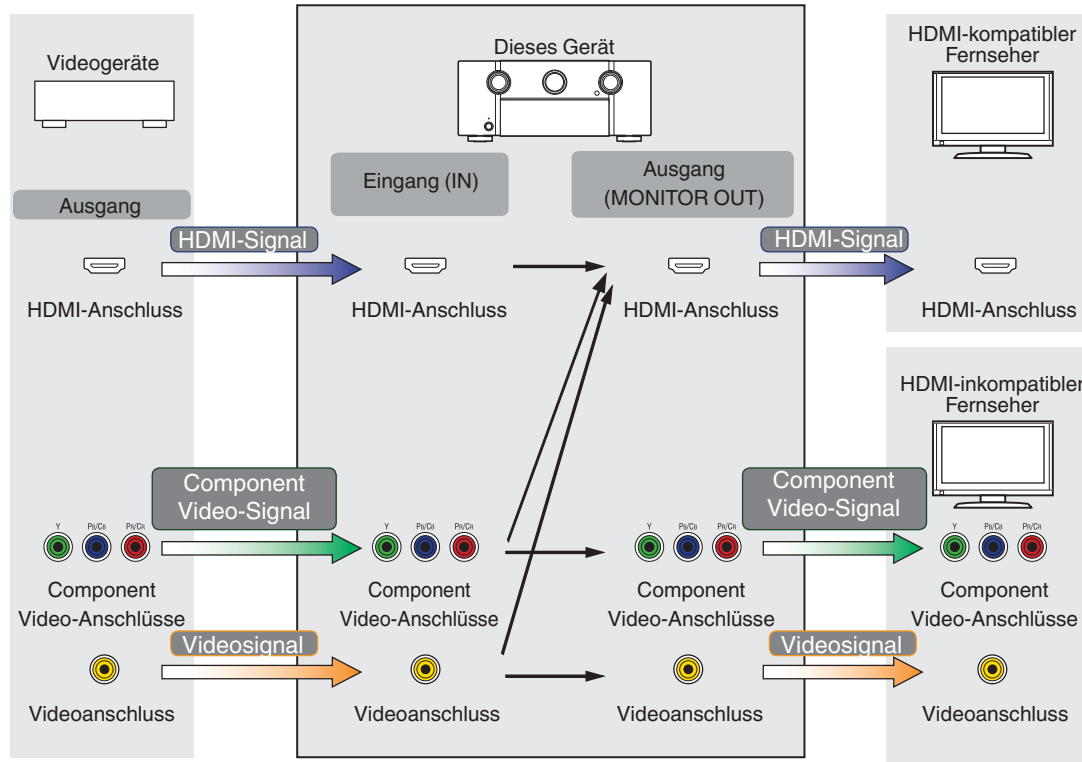 Videogeräte
Dieses Gerät
HDMI-kompatibler
Fernseher
Ausgang
Eingang (IN)
Ausgang
(MONITOR OUT)
HDMI-Signal
HDMI-Signal
HDMI-Anschluss
HDMI-Anschluss
HDMI-Anschluss
HDMI-Anschluss
HDMI-inkompatibler
Fernseher
Component
Video-Signal
Component
Video-Signal
Y PB/CB PR/CR
Y PB/CB PR/CR
Y PB/CB PR/CR
Y PB/CB PR/CR
Component
Video-Anschlüsse
Component
Video-Anschlüsse
Component
Video-Anschlüsse
Component
Video-Anschlüsse
Videosignal
Videosignal
Videoanschluss
Videoanschluss
Videoanschluss
Videoanschluss